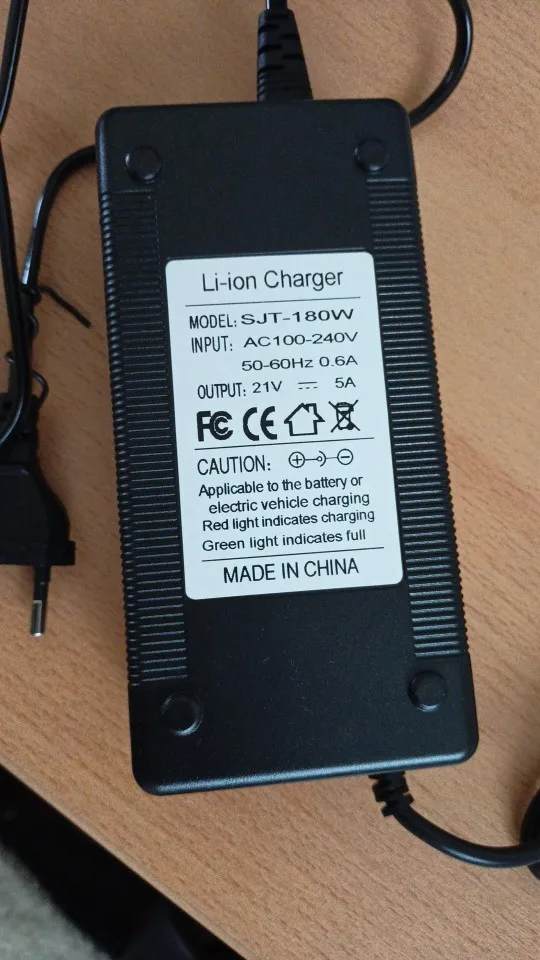 Li-ion Charger
MODEL: SJT-180W
INPUT: AC100-240V
50-60Hz 0.6A
OUTPUT: 21V ⎓ 5A
FC CE
CAUTION:
Applicable to the battery or
electric vehicle charging
Red light indicates charging
Green light indicates full
MADE IN CHINA